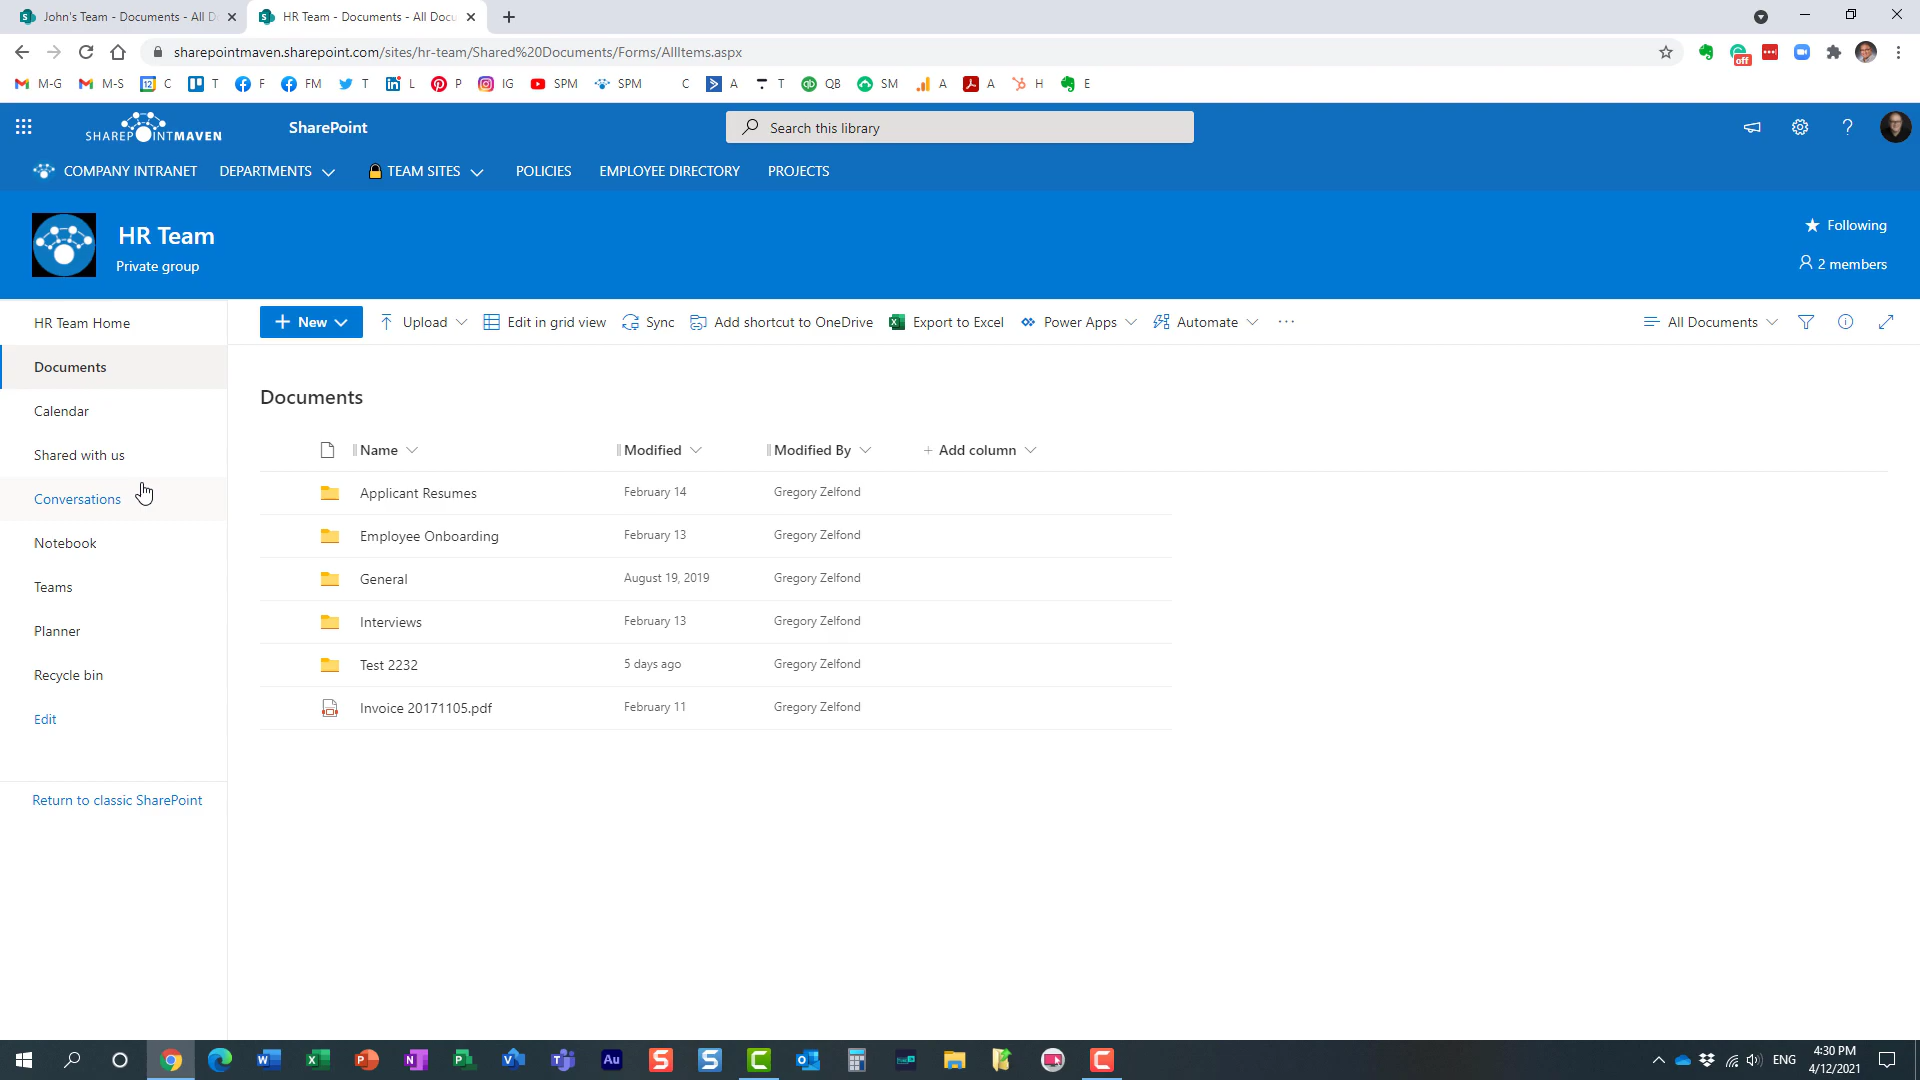 John's Team - Documents - All D
HR Team - Documents - All Docu
sharepointmaven.sharepoint.com/sites/hr-team/Shared%20Documents/Forms/AllItems.aspx
off
M-G M-S 12 C T F FM T L P IG SPM SPM C A T QB SM A A H E
SHAREPOINTMAVEN
SharePoint
Search this library
COMPANY INTRANET DEPARTMENTS TEAM SITES POLICIES EMPLOYEE DIRECTORY PROJECTS
HR Team
Private group
Following
2 members
HR Team Home
Documents
Calendar
Shared with us
Conversations
Notebook
Teams
Planner
Recycle bin
Edit
Return to classic SharePoint
+ New Upload Edit in grid view Sync Add shortcut to OneDrive Export to Excel Power Apps Automate ··· All Documents
Documents
Name Modified Modified By + Add column
Applicant Resumes February 14 Gregory Zelfond
Employee Onboarding February 13 Gregory Zelfond
General August 19, 2019 Gregory Zelfond
Interviews February 13 Gregory Zelfond
Test 2232 5 days ago Gregory Zelfond
Invoice 20171105.pdf February 11 Gregory Zelfond
Au
ENG
4:30 PM
4/12/2021